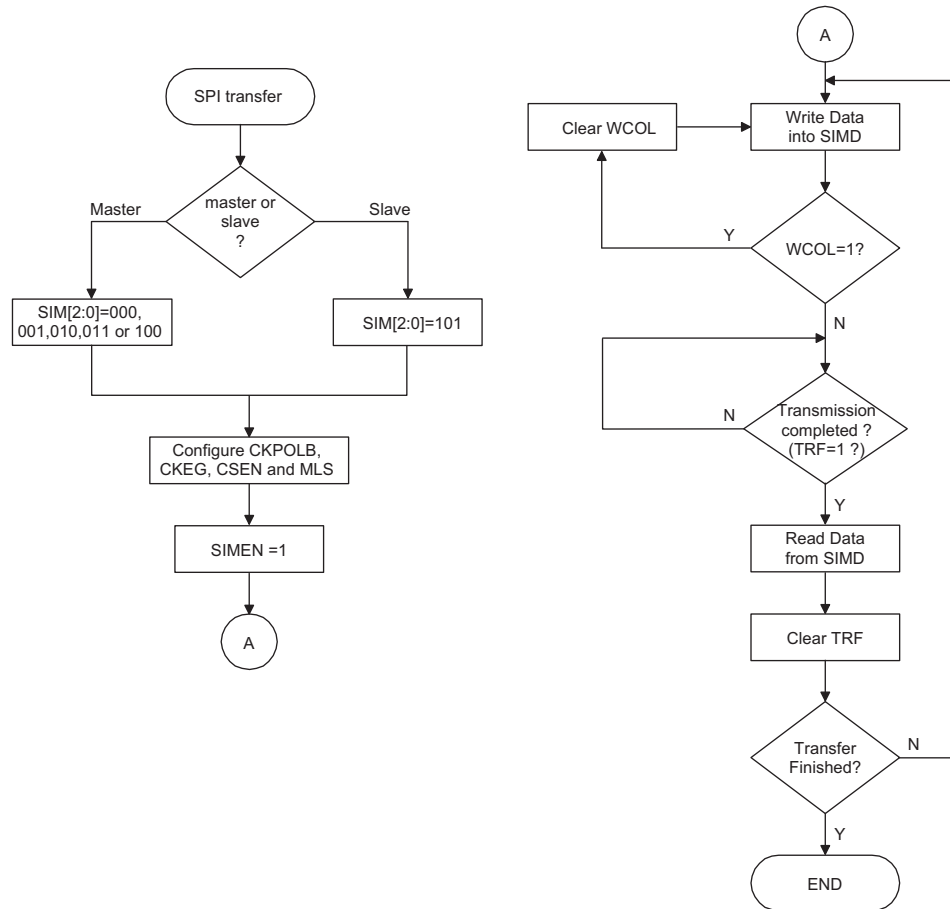 SPI transfer
master or
slave
?
Master
Slave
SIM[2:0]=000,
001,010,011 or 100
SIM[2:0]=101
Configure CKPOLB,
CKEG, CSEN and MLS
SIMEN =1
A
A
Write Data
into SIMD
Clear WCOL
WCOL=1?
Y
N
Transmission
completed ?
(TRF=1 ?)
N
Y
Read Data
from SIMD
Clear TRF
Transfer
Finished?
N
Y
END